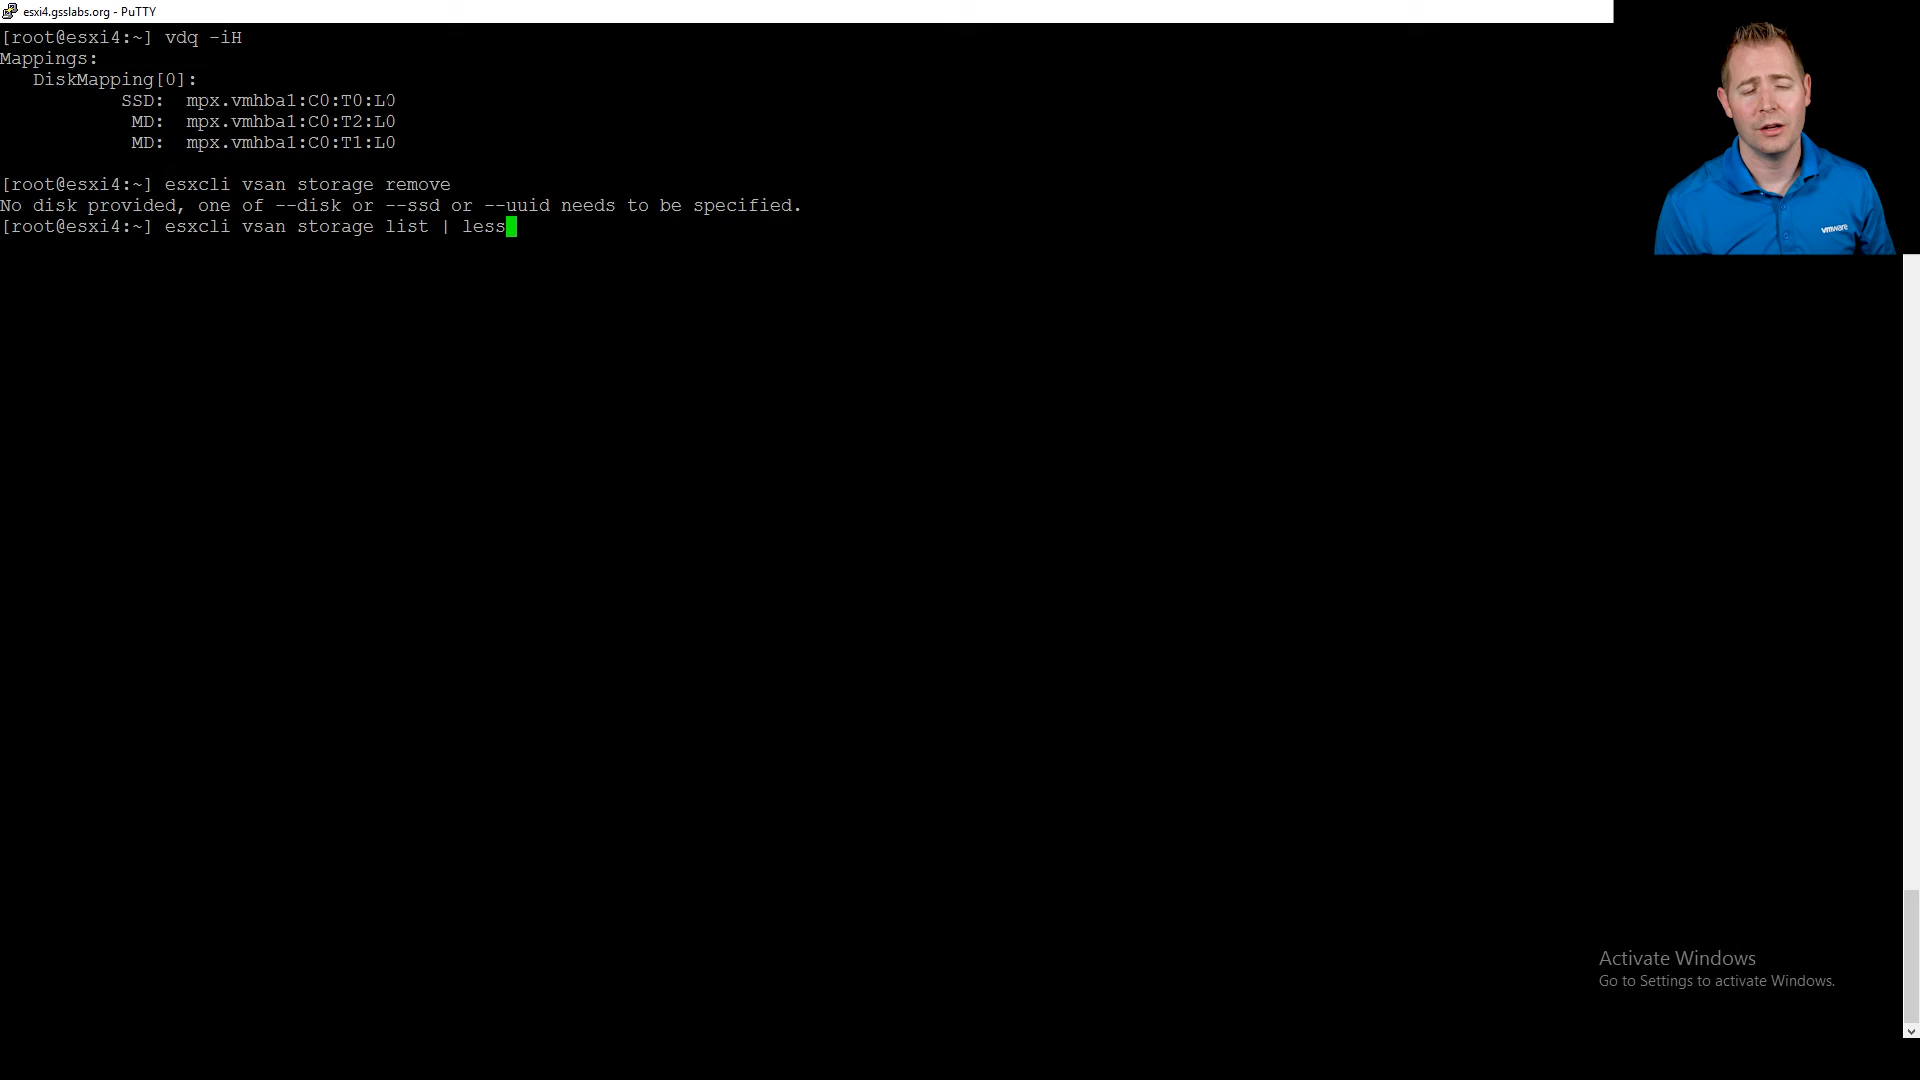 esxi4.gsslabs.org - PuTTY
[root@esxi4:~] vdq -iH
Mappings:
   DiskMapping[0]:
           SSD:  mpx.vmhba1:C0:T0:L0
            MD:  mpx.vmhba1:C0:T2:L0
            MD:  mpx.vmhba1:C0:T1:L0
[root@esxi4:~] esxcli vsan storage remove
No disk provided, one of --disk or --ssd or --uuid needs to be specified.
[root@esxi4:~] esxcli vsan storage list | less
vmware
Activate Windows
Go to Settings to activate Windows.